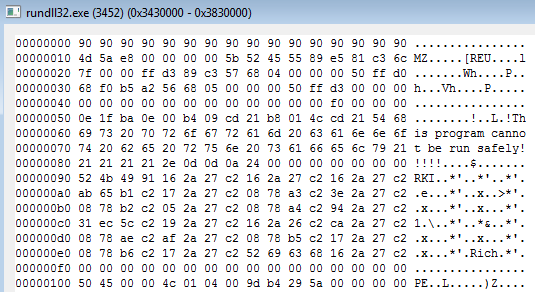 rundll32.exe (3452) (0x3430000 - 0x3830000)
00000000 90 90 90 90 90 90 90 90 90 90 90 90 90 90 90 90 ................
00000010 4d 5a e8 00 00 00 00 5b 52 45 55 89 e5 81 c3 6c MZ.....[REU....l
00000020 7f 00 00 ff d3 89 c3 57 68 04 00 00 00 50 ff d0 .......Wh....P..
00000030 68 f0 b5 a2 56 68 05 00 00 00 50 ff d3 00 00 00 h...Vh....P.....
00000040 00 00 00 00 00 00 00 00 00 00 00 00 f0 00 00 00 ................
00000050 0e 1f ba 0e 00 b4 09 cd 21 b8 01 4c cd 21 54 68 ........!..L.!Th
00000060 69 73 20 70 72 6f 67 72 61 6d 20 63 61 6e 6e 6f is program canno
00000070 74 20 62 65 20 72 75 6e 20 73 61 66 65 6c 79 21 t be run safely!
00000080 21 21 21 21 2e 0d 0d 0a 24 00 00 00 00 00 00 00 !!!!....$.......
00000090 52 4b 49 91 16 2a 27 c2 16 2a 27 c2 16 2a 27 c2 RKI..*'..*'..*'.
000000a0 ab 65 b1 c2 17 2a 27 c2 08 78 a3 c2 3e 2a 27 c2 .e...*'..x..>*'.
000000b0 08 78 b2 c2 05 2a 27 c2 08 78 a4 c2 94 2a 27 c2 .x...*'..x...*'.
000000c0 31 ec 5c c2 19 2a 27 c2 16 2a 26 c2 ca 2a 27 c2 1.\..*'..*&..*'.
000000d0 08 78 ae c2 af 2a 27 c2 08 78 b5 c2 17 2a 27 c2 .x...*'..x...*'.
000000e0 08 78 b6 c2 17 2a 27 c2 52 69 63 68 16 2a 27 c2 .x...*'.Rich.*'.
000000f0 00 00 00 00 00 00 00 00 00 00 00 00 00 00 00 00 ................
00000100 50 45 00 00 4c 01 04 00 9d b4 29 5a 00 00 00 00 PE..L.....)Z....